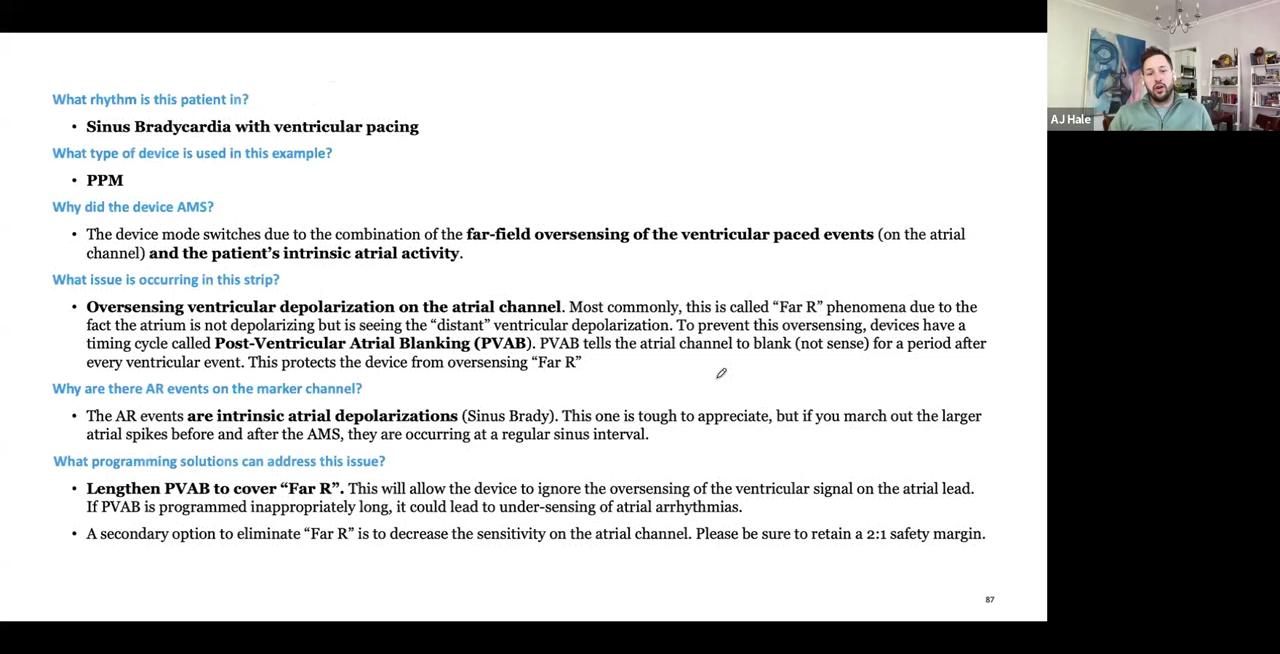 What rhythm is this patient in?
• Sinus Bradycardia with ventricular pacing
What type of device is used in this example?
• PPM
Why did the device AMS?
• The device mode switches due to the combination of the far-field oversensing of the ventricular paced events (on the atrial
channel) and the patient's intrinsic atrial activity.
What issue is occurring in this strip?
• Oversensing ventricular depolarization on the atrial channel. Most commonly, this is called “Far R” phenomena due to the
fact the atrium is not depolarizing but is seeing the “distant” ventricular depolarization. To prevent this oversensing, devices have a
timing cycle called Post-Ventricular Atrial Blanking (PVAB). PVAB tells the atrial channel to blank (not sense) for a period after
every ventricular event. This protects the device from oversensing “Far R”
Why are there AR events on the marker channel?
• The AR events are intrinsic atrial depolarizations (Sinus Brady). This one is tough to appreciate, but if you march out the larger
atrial spikes before and after the AMS, they are occurring at a regular sinus interval.
What programming solutions can address this issue?
• Lengthen PVAB to cover “Far R”. This will allow the device to ignore the oversensing of the ventricular signal on the atrial lead.
If PVAB is programmed inappropriately long, it could lead to under-sensing of atrial arrhythmias.
• A secondary option to eliminate “Far R” is to decrease the sensitivity on the atrial channel. Please be sure to retain a 2:1 safety margin.
87
AJ Hale